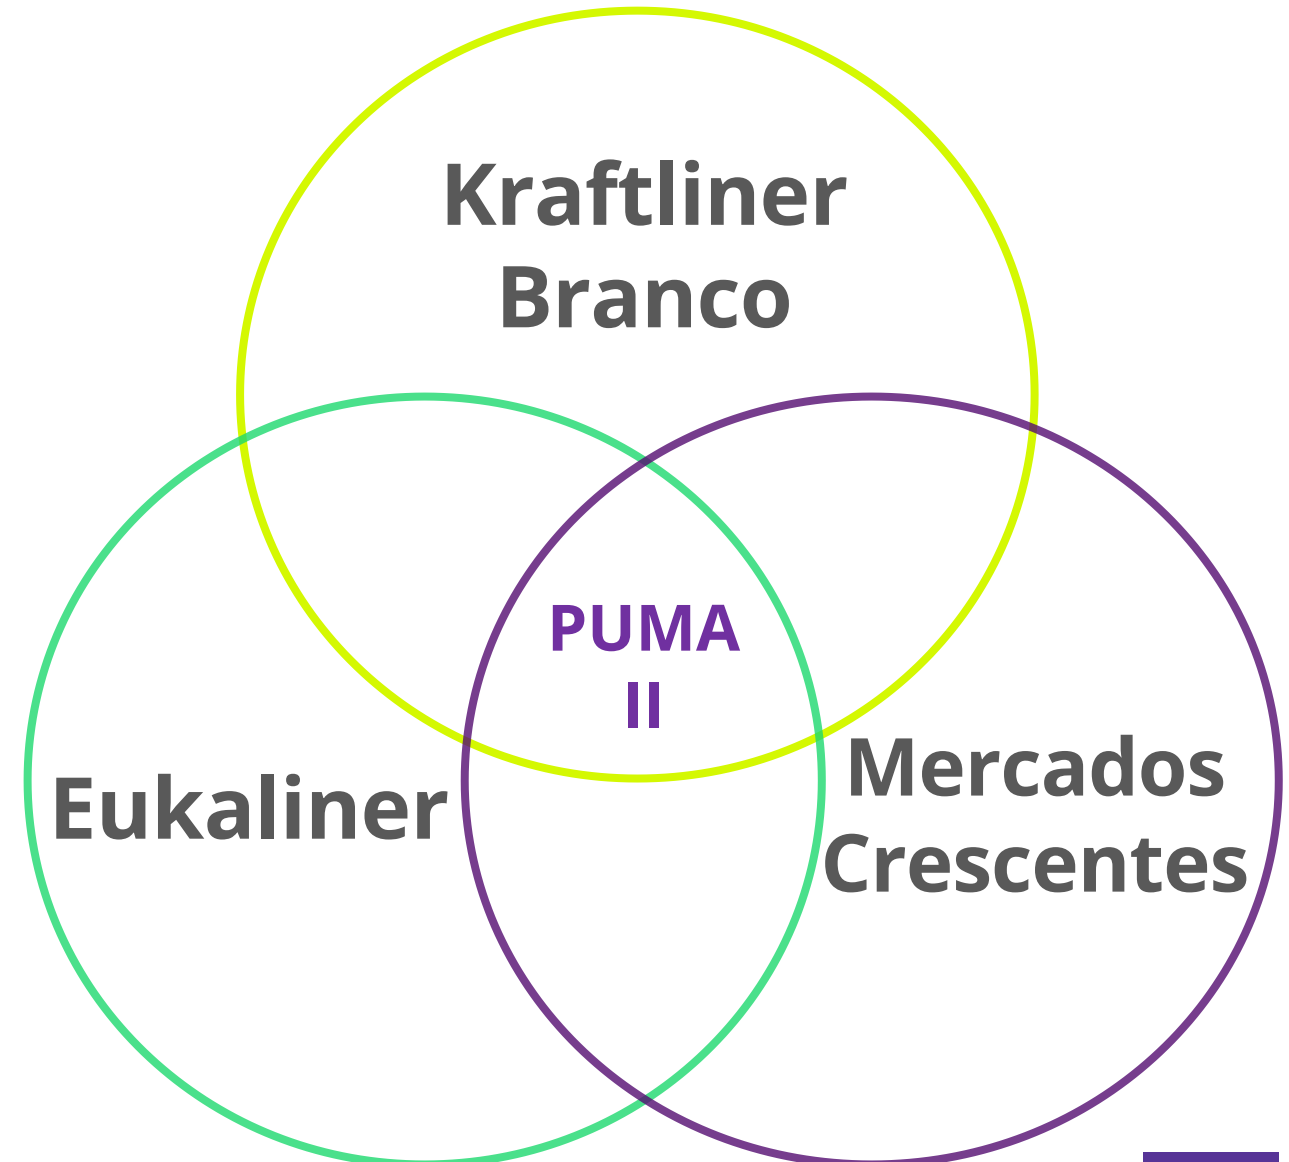 Kraftliner
Branco
PUMA
II
Eukaliner
Mercados
Crescentes